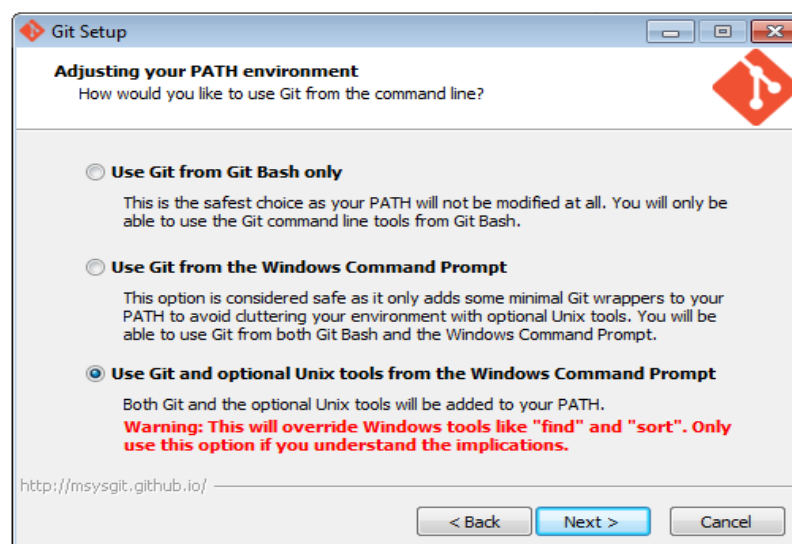 Git Setup
Adjusting your PATH environment
How would you like to use Git from the command line?
Use Git from Git Bash only
This is the safest choice as your PATH will not be modified at all. You will only be
able to use the Git command line tools from Git Bash.
Use Git from the Windows Command Prompt
This option is considered safe as it only adds some minimal Git wrappers to your
PATH to avoid cluttering your environment with optional Unix tools. You will be
able to use Git from both Git Bash and the Windows Command Prompt.
Use Git and optional Unix tools from the Windows Command Prompt
Both Git and the optional Unix tools will be added to your PATH.
Warning: This will override Windows tools like "find" and "sort". Only
use this option if you understand the implications.
http://msysgit.github.io/
< Back
Next >
Cancel